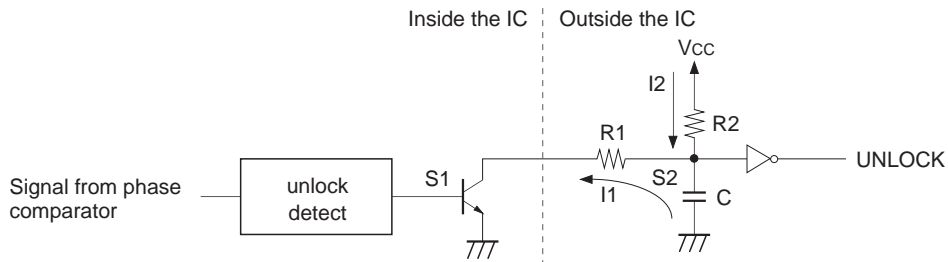 Inside the IC
Outside the IC
VCC
I2
R2
R1
UNLOCK
S1
S2
Signal from phase
comparator
unlock
detect
I1
C